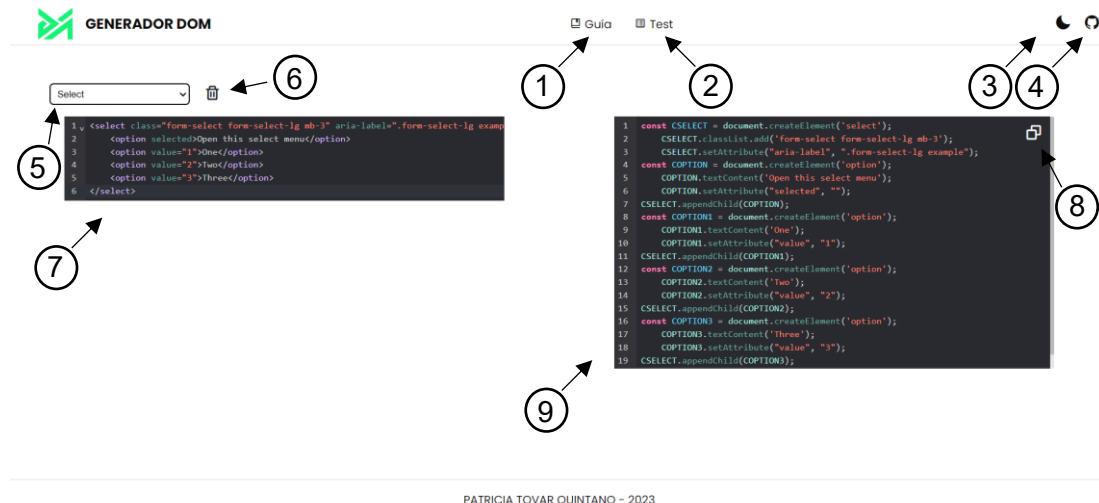 GENERADOR DOM
Guía
Test
1
2
3
4
Select
6
5
1 <select class="form-select form-select-lg mb-3" aria-label=".form-select-lg examp
2 <option selected>Open this select menu</option>
3 <option value="1">One</option>
4 <option value="2">Two</option>
5 <option value="3">Three</option>
6 </select>
7
1 const CSELECT = document.createElement('select');
2 CSELECT.classList.add('form-select form-select-lg mb-3');
3 CSELECT.setAttribute("aria-label", ".form-select-lg example");
4 const COPTION = document.createElement('option');
5 COPTION.textContent('Open this select menu');
6 COPTION.setAttribute("selected", "");
7 CSELECT.appendChild(COPTION);
8 const COPTION1 = document.createElement('option');
9 COPTION1.textContent('One');
10 COPTION1.setAttribute("value", "1");
11 CSELECT.appendChild(COPTION1);
12 const COPTION2 = document.createElement('option');
13 COPTION2.textContent('Two');
14 COPTION2.setAttribute("value", "2");
15 CSELECT.appendChild(COPTION2);
16 const COPTION3 = document.createElement('option');
17 COPTION3.textContent('Three');
18 COPTION3.setAttribute("value", "3");
19 CSELECT.appendChild(COPTION3);
8
9
PATRICIA TOVAR QUINTANO - 2023